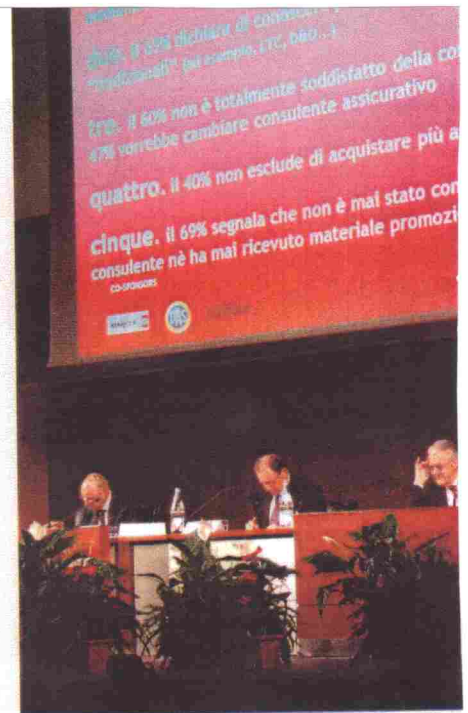 due. il 65% dichiara di conoscere
"tradizionali" (ad esempio, LTC, D&O...)
tre. il 60% non è totalmente soddisfatto della co
47% vorrebbe cambiare consulente assicurativo
quattro. il 40% non esclude di acquistare più a
cinque. il 69% segnala che non è mai stato con
consulente nè ha mai ricevuto materiale promozi
CO-SPONSORS